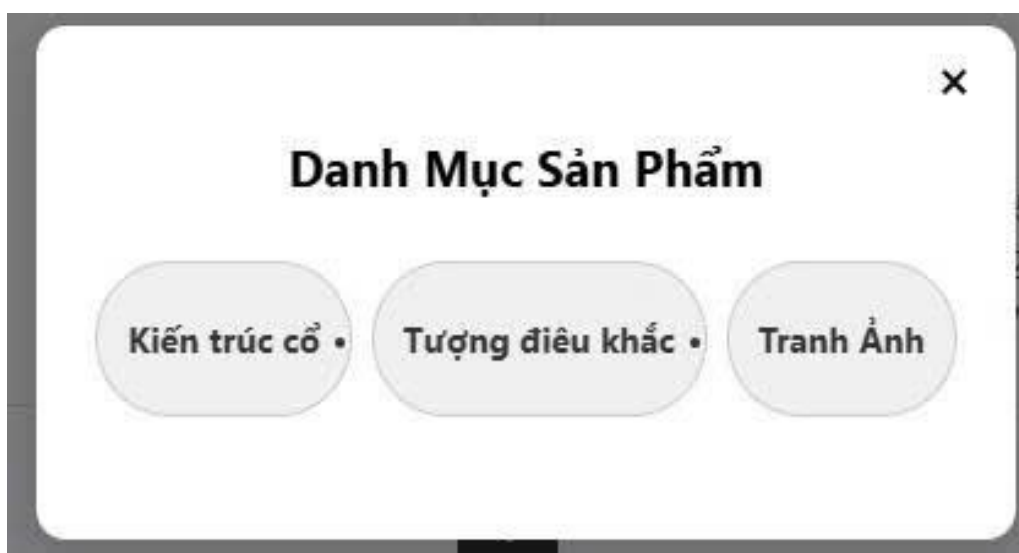 ×
Danh Mục Sản Phẩm
Kiến trúc cổ • Tượng điêu khắc • Tranh Ảnh